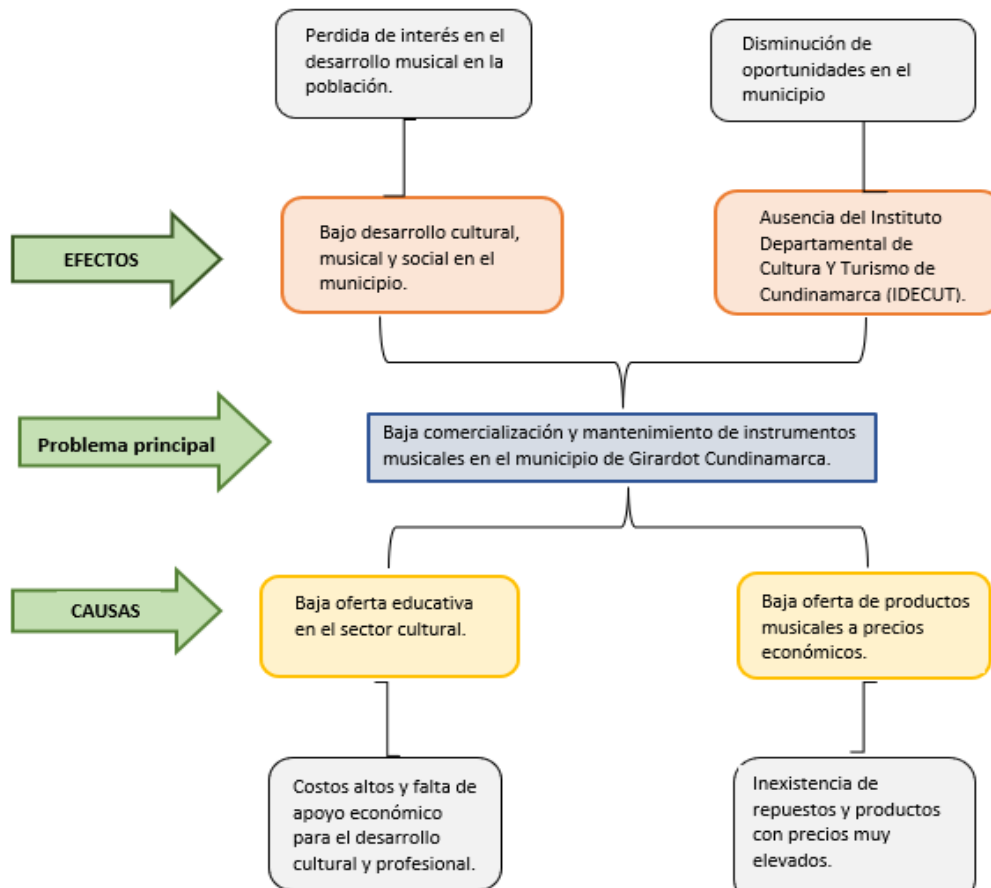 Perdida de interés en el
desarrollo musical en la
población.
Disminución de
oportunidades en el
municipio
EFECTOS
Bajo desarrollo cultural,
musical y social en el
municipio.
Ausencia del Instituto
Departamental de
Cultura Y Turismo de
Cundinamarca (IDECUT).
Problema principal
Baja comercialización y mantenimiento de instrumentos
musicales en el municipio de Girardot Cundinamarca.
CAUSAS
Baja oferta educativa
en el sector cultural.
Baja oferta de productos
musicales a precios
económicos.
Costos altos y falta de
apoyo económico
para el desarrollo
cultural y profesional.
Inexistencia de
repuestos y productos
con precios muy
elevados.